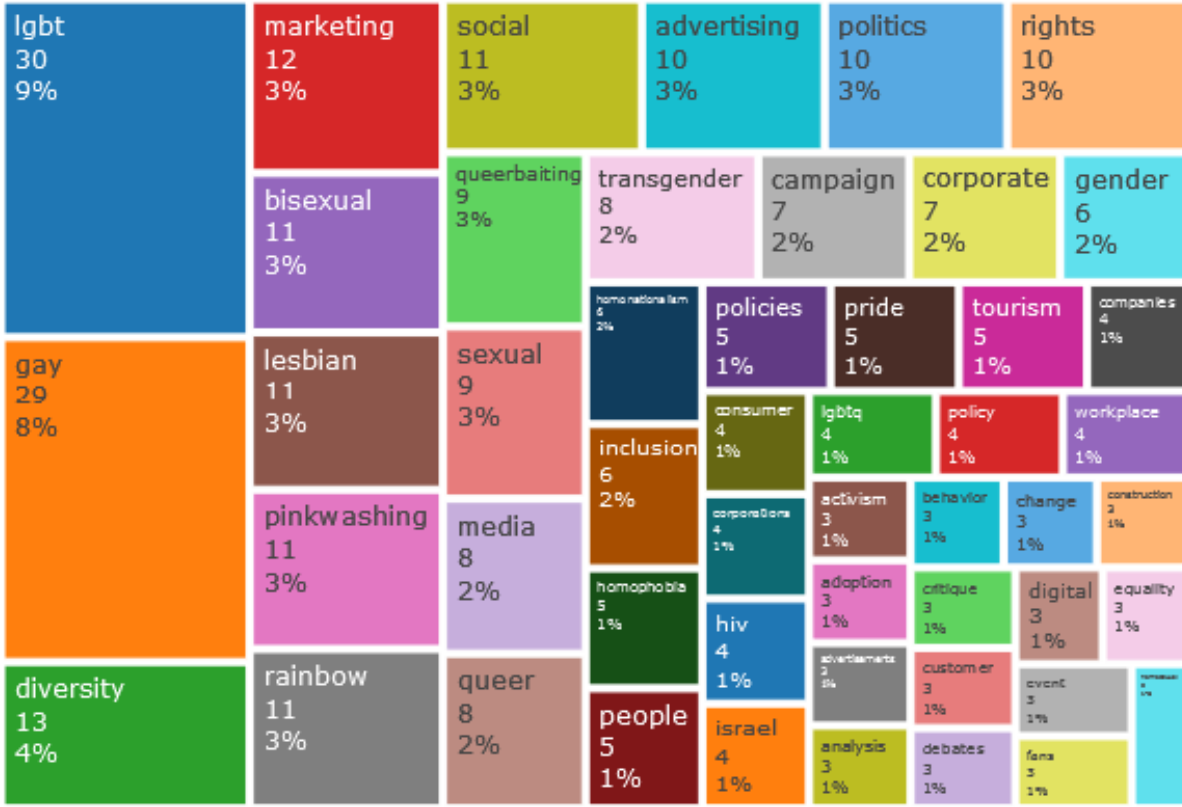 lgbt
30
9%
gay
29
8%
diversity
13
4%
marketing
12
3%
bisexual
11
3%
lesbian
11
3%
pinkwashing
11
3%
rainbow
11
3%
social
11
3%
advertising
10
3%
politics
10
3%
rights
10
3%
queerbaiting
9
3%
sexual
9
3%
media
8
2%
queer
8
2%
transgender
8
2%
campaign
7
2%
corporate
7
2%
gender
6
2%
homonationalism
6
2%
inclusion
6
2%
homophobia
5
1%
people
5
1%
policies
5
1%
pride
5
1%
tourism
5
1%
companies
4
1%
consumer
4
1%
corporations
4
1%
hiv
4
1%
israel
4
1%
lgbtq
4
1%
policy
4
1%
workplace
4
1%
activism
3
1%
adoption
3
1%
advertisements
3
1%
analysis
3
1%
behavior
3
1%
change
3
1%
construction
3
1%
critique
3
1%
customer
3
1%
debates
3
1%
digital
3
1%
equality
3
1%
event
3
1%
fans
3
1%